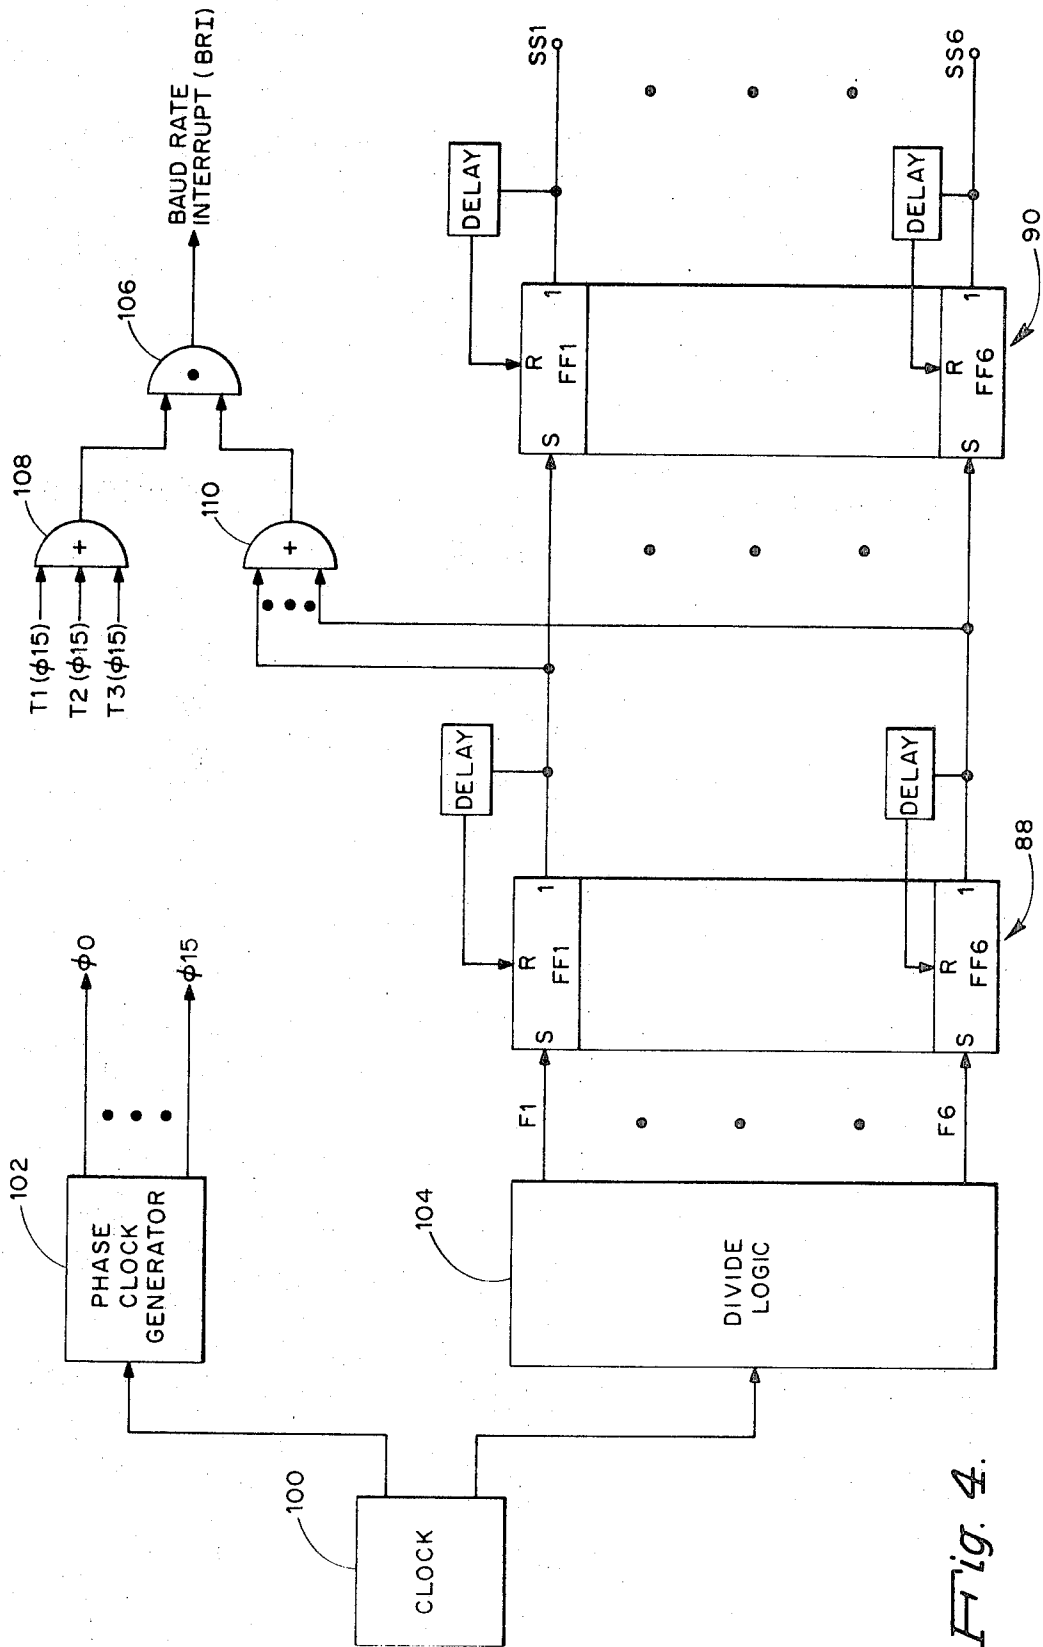 100
CLOCK
102
PHASE
CLOCK
GENERATOR
ϕ0
ϕ15
104
DIVIDE
LOGIC
F1
F6
S
R
FF1
1
S
R
FF6
1
88
DELAY
DELAY
T1(ϕ15)
T2(ϕ15)
T3(ϕ15)
108
+
110
+
106
BAUD RATE
INTERRUPT (BRI)
S
R
FF1
1
S
R
FF6
1
90
DELAY
DELAY
SS1
SS6
Fig. 4.